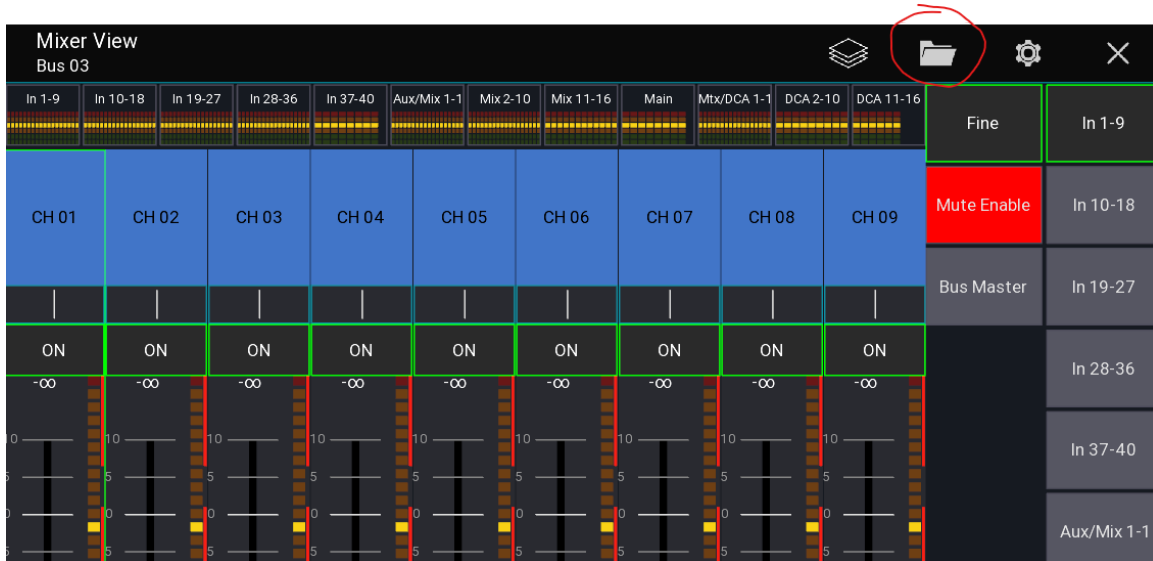 Mixer View
Bus 03
In 1-9 In 10-18 In 19-27 In 28-36 In 37-40 Aux/Mix 1-1 Mix 2-10 Mix 11-16 Main Mtx/DCA 1-1 DCA 2-10 DCA 11-16
Fine In 1-9
CH 01 CH 02 CH 03 CH 04 CH 05 CH 06 CH 07 CH 08 CH 09
Mute Enable In 10-18
Bus Master In 19-27
ON ON ON ON ON ON ON ON ON
In 28-36
-∞ -∞ -∞ -∞ -∞ -∞ -∞ -∞ -∞
10 10 10 10 10 10 10 10 10
In 37-40
5 5 5 5 5 5 5 5 5
0 0 0 0 0 0 0 0 0
Aux/Mix 1-1
5 5 5 5 5 5 5 5 5